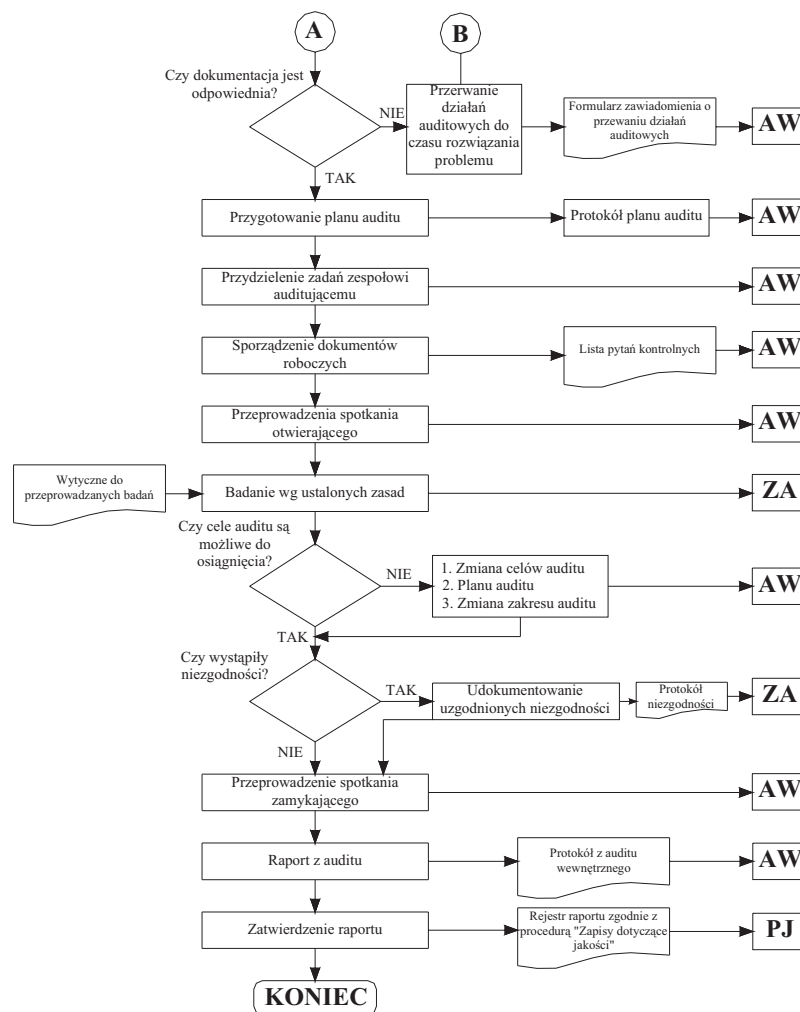 A
B
Czy dokumentacja jest
odpowiednia?
NIE
Przerwanie
działań
auditowych do
czasu rozwiązania
problemu
Formularz zawiadomienia o
przewaniu działań
auditowych
AW
TAK
Przygotowanie planu auditu
Protokół planu auditu
AW
Przydzielenie zadań zespołowi
auditującemu
AW
Sporządzenie dokumentów
roboczych
Lista pytań kontrolnych
AW
Przeprowadzenia spotkania
otwierającego
AW
Wytyczne do
przeprowadzanych badań
Badanie wg ustalonych zasad
ZA
Czy cele auditu są
możliwe do
osiągnięcia?
NIE
1. Zmiana celów auditu
2. Planu auditu
3. Zmiana zakresu auditu
AW
TAK
Czy wystąpiły
niezgodności?
TAK
Udokumentowanie
uzgodnionych niezgodności
Protokół
niezgodności
ZA
NIE
Przeprowadzenie spotkania
zamykającego
AW
Raport z auditu
Protokół z auditu
wewnętrznego
AW
Zatwierdzenie raportu
Rejestr raportu zgodnie z
procedurą "Zapisy dotyczące
jakości"
PJ
KONIEC